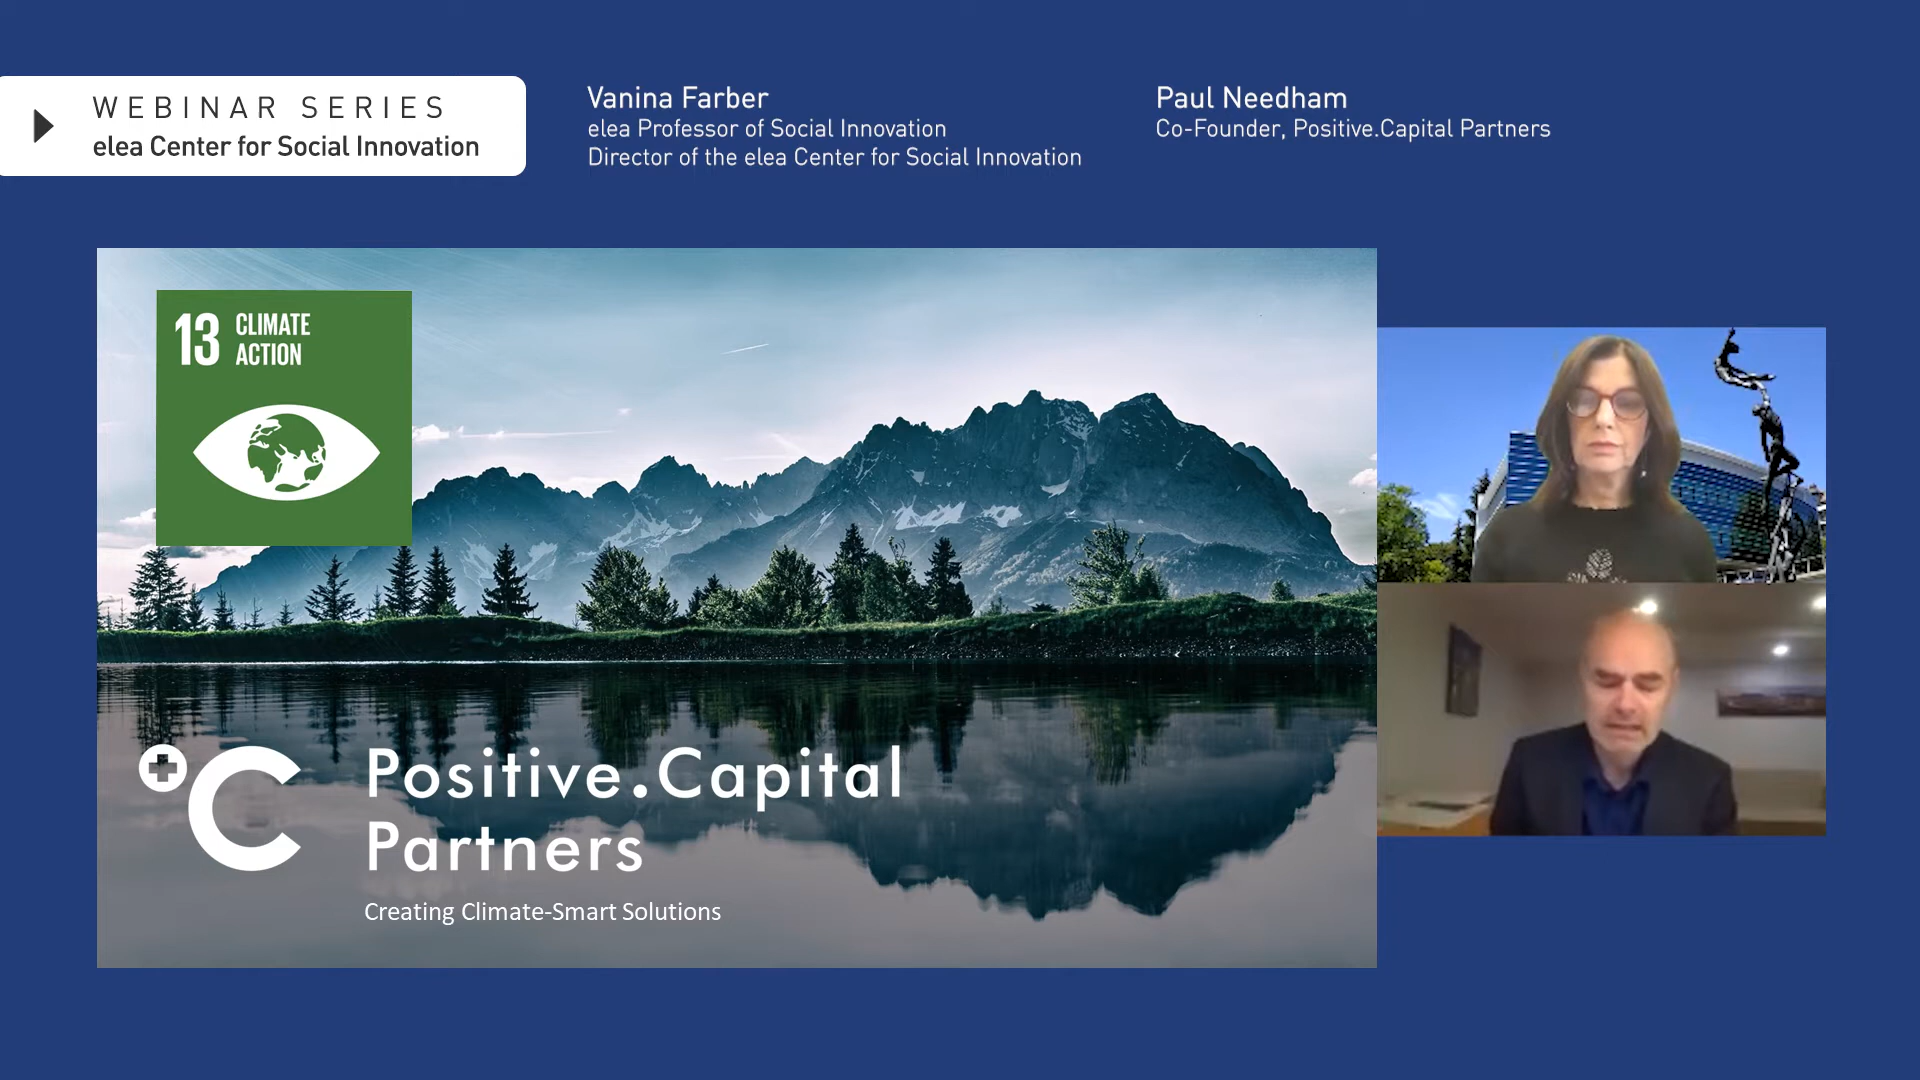 WEBINAR SERIES
elea Center for Social Innovation
Vanina Farber
elea Professor of Social Innovation
Director of the elea Center for Social Innovation
Paul Needham
Co-Founder, Positive.Capital Partners
13 CLIMATE
ACTION
°C Positive.Capital
Partners
Creating Climate-Smart Solutions